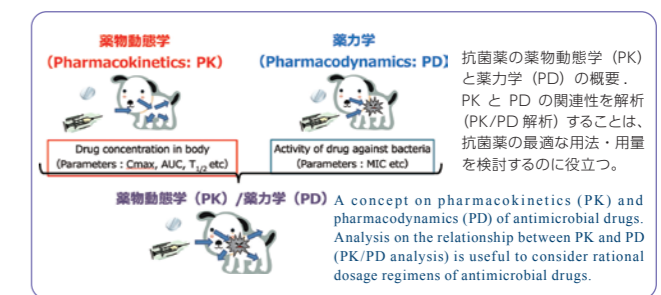 薬物動態学
(Pharmacokinetics: PK)
薬力学
(Pharmacodynamics: PD)
Drug concentration in body
(Parameters : Cmax, AUC, T1/2 etc)
Activity of drug against bacteria
(Parameters : MIC etc)
薬物動態学(PK)/薬力学(PD)
抗菌薬の薬物動態学(PK)
と薬力学(PD)の概要.
PK と PD の関連性を解析
(PK/PD 解析)することは、
抗菌薬の最適な用法・用量
を検討するのに役立つ。
A concept on pharmacokinetics (PK) and
pharmacodynamics (PD) of antimicrobial drugs.
Analysis on the relationship between PK and PD
(PK/PD analysis) is useful to consider rational
dosage regimens of antimicrobial drugs.